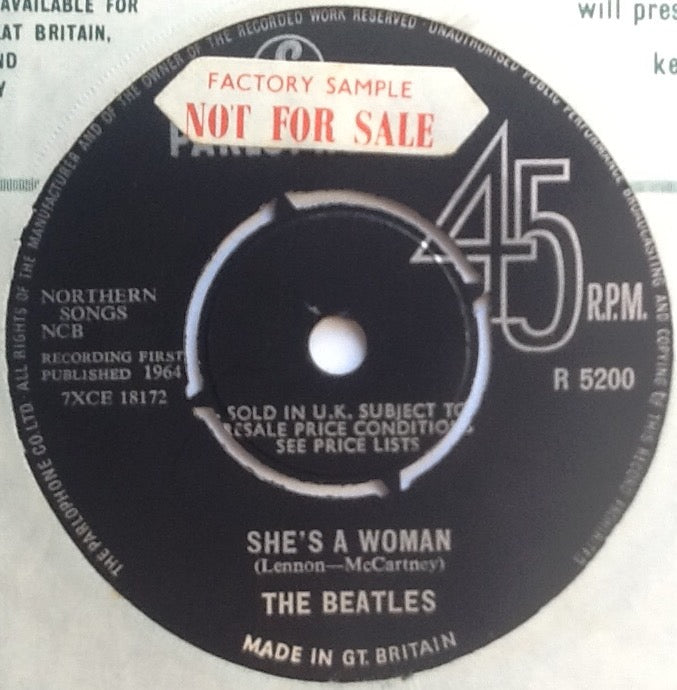 AVAILABLE FOR
AT BRITAIN,
ND
Y
will pres
ke
THE PARLOPHONE CO. LTD · ALL RIGHTS OF THE MANUFACTURER AND OF THE OWNER OF THE RECORDED WORK RESERVED · UNAUTHORISED PUBLIC PERFORMANCE, BROADCASTING AND COPYING OF THIS RECORD
FACTORY SAMPLE
NOT FOR SALE
45
R.P.M.
NORTHERN
SONGS
NCB
RECORDING FIRST
PUBLISHED 1964
7XCE 18172
R 5200
SOLD IN U.K. SUBJECT TO
RESALE PRICE CONDITIONS
SEE PRICE LISTS
SHE'S A WOMAN
(Lennon—McCartney)
THE BEATLES
MADE IN GT. BRITAIN